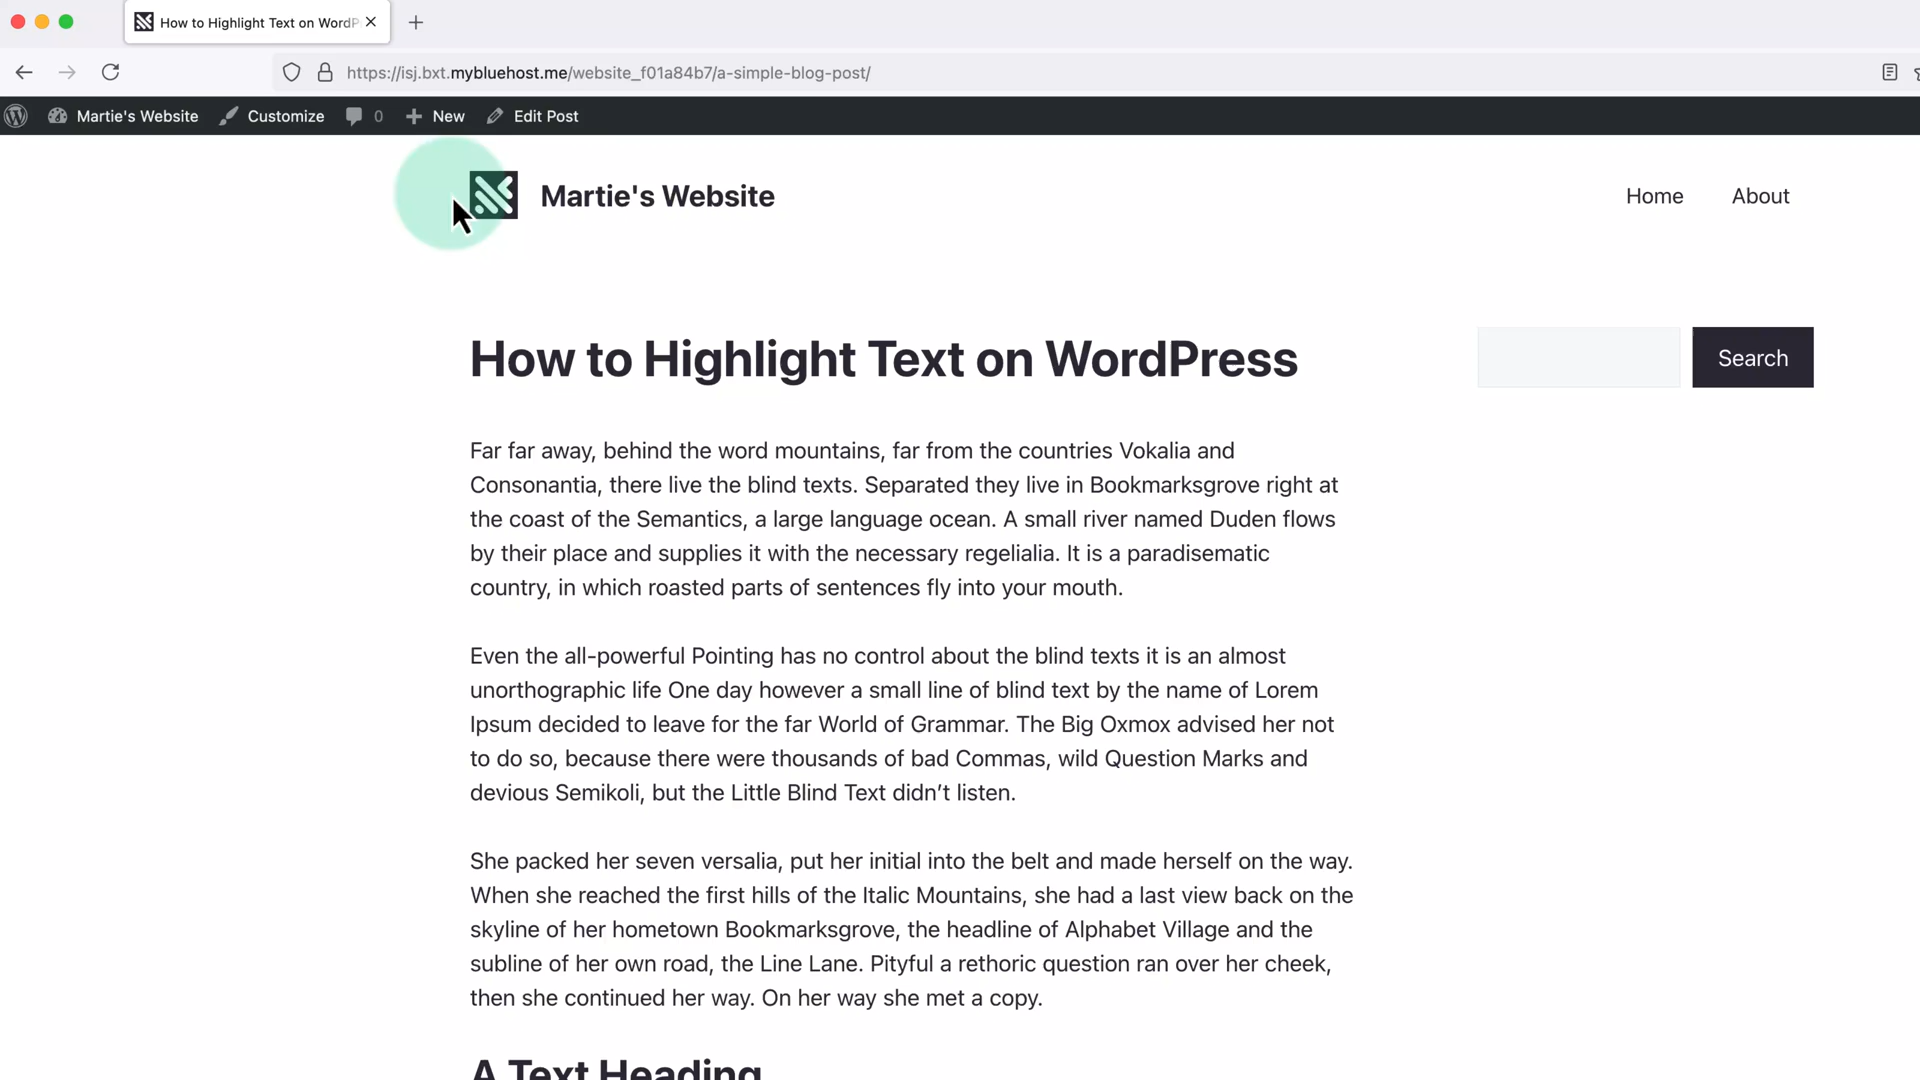 How to Highlight Text on WordP
https://isj.bxt.mybluehost.me/website_f01a84b7/a-simple-blog-post/
Martie's Website Customize 0 New Edit Post
Martie's Website
Home About
How to Highlight Text on WordPress
Search
Far far away, behind the word mountains, far from the countries Vokalia and
Consonantia, there live the blind texts. Separated they live in Bookmarksgrove right at
the coast of the Semantics, a large language ocean. A small river named Duden flows
by their place and supplies it with the necessary regelialia. It is a paradisematic
country, in which roasted parts of sentences fly into your mouth.
Even the all-powerful Pointing has no control about the blind texts it is an almost
unorthographic life One day however a small line of blind text by the name of Lorem
Ipsum decided to leave for the far World of Grammar. The Big Oxmox advised her not
to do so, because there were thousands of bad Commas, wild Question Marks and
devious Semikoli, but the Little Blind Text didn’t listen.
She packed her seven versalia, put her initial into the belt and made herself on the way.
When she reached the first hills of the Italic Mountains, she had a last view back on the
skyline of her hometown Bookmarksgrove, the headline of Alphabet Village and the
subline of her own road, the Line Lane. Pityful a rethoric question ran over her cheek,
then she continued her way. On her way she met a copy.
A Text Heading